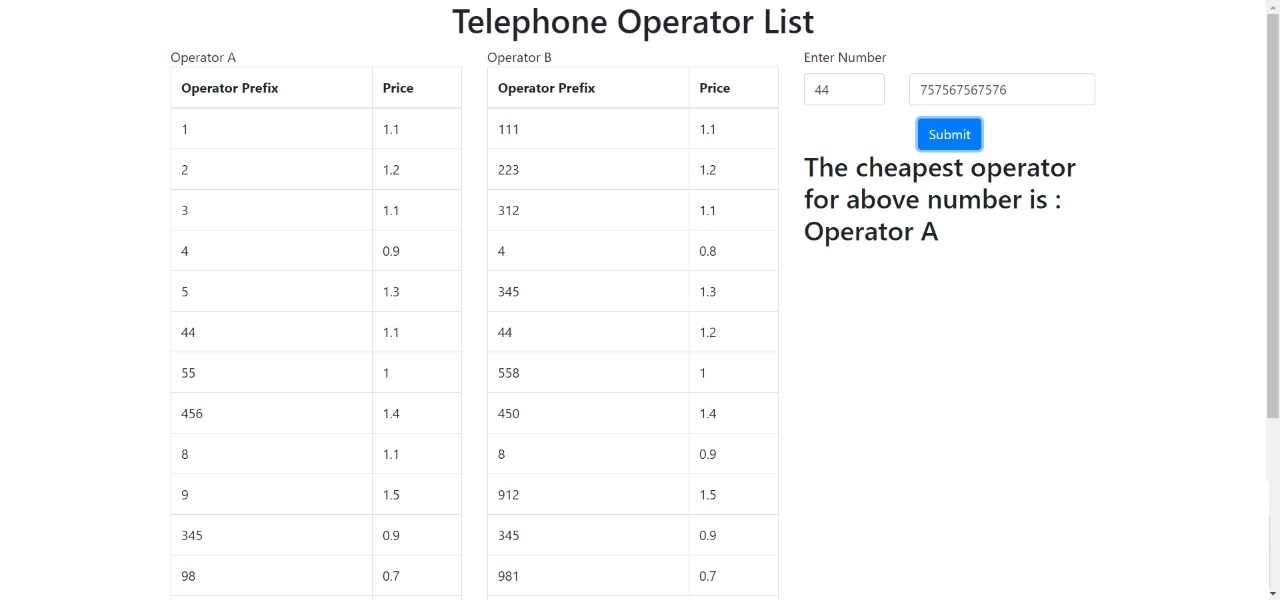 Telephone Operator List
Operator A
Operator Prefix Price
1 1.1
2 1.2
3 1.1
4 0.9
5 1.3
44 1.1
55 1
456 1.4
8 1.1
9 1.5
345 0.9
98 0.7
Operator B
Operator Prefix Price
111 1.1
223 1.2
312 1.1
4 0.8
345 1.3
44 1.2
558 1
450 1.4
8 0.9
912 1.5
345 0.9
981 0.7
Enter Number
44 757567567576
Submit
The cheapest operator
for above number is :
Operator A